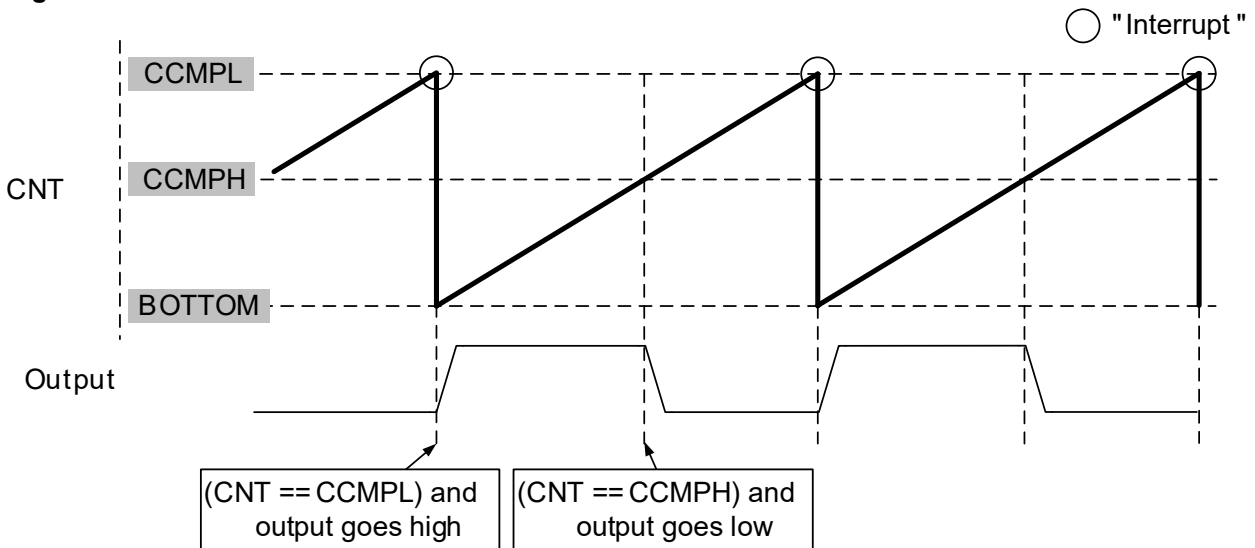 "Interrupt"
CCMPL
CCMPH
CNT
BOTTOM
Output
(CNT == CCMPL) and
output goes high
(CNT == CCMPH) and
output goes low